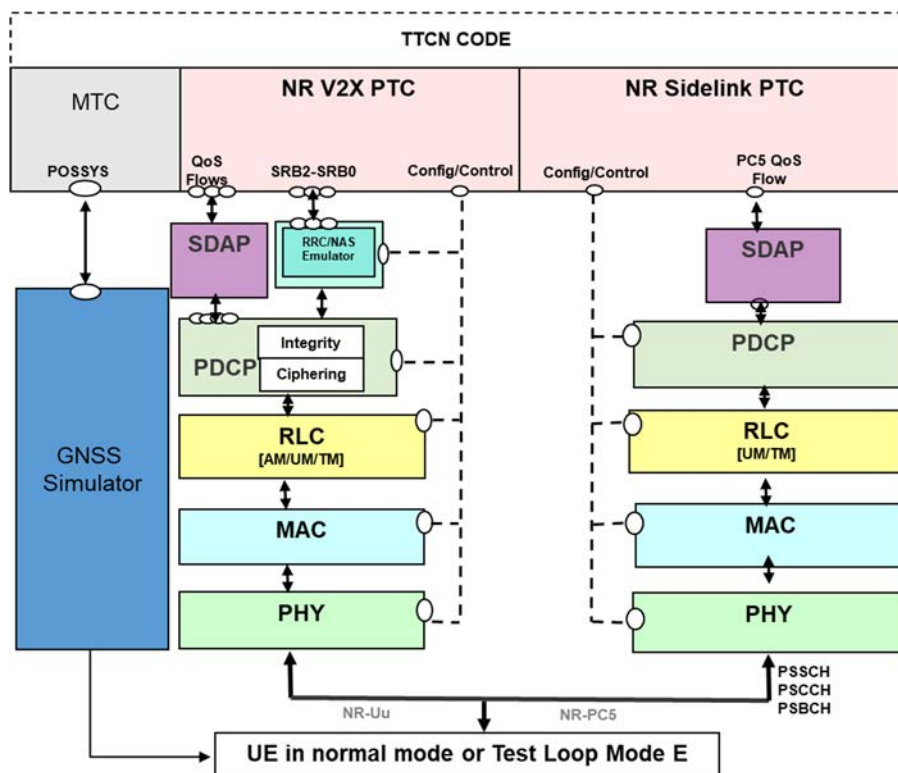 TTCN CODE
MTC
NR V2X PTC
NR Sidelink PTC
POSSYS
QoS
Flows
SRB2-SRB0
Config/Control
Config/Control
PC5 QoS
Flow
SDAP
RRC/NAS
Emulator
SDAP
Integrity
PDCP
Ciphering
PDCP
RLC
[AM/UM/TM]
RLC
[UM/TM]
GNSS
Simulator
MAC
MAC
PHY
PHY
PSSCH
PSCCH
PSBCH
NR-Uu
NR-PC5
UE in normal mode or Test Loop Mode E